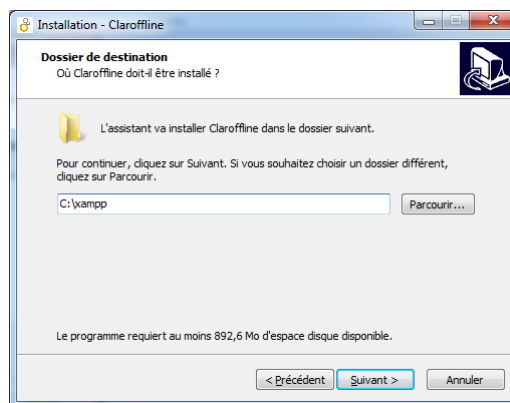 Installation - Claroffline
Dossier de destination
Où Claroffline doit-il être installé ?
L'assistant va installer Claroffline dans le dossier suivant.
Pour continuer, cliquez sur Suivant. Si vous souhaitez choisir un dossier différent,
cliquez sur Parcourir.
C:\xampp
Parcourir...
Le programme requiert au moins 892,6 Mo d'espace disque disponible.
< Précédent
Suivant >
Annuler